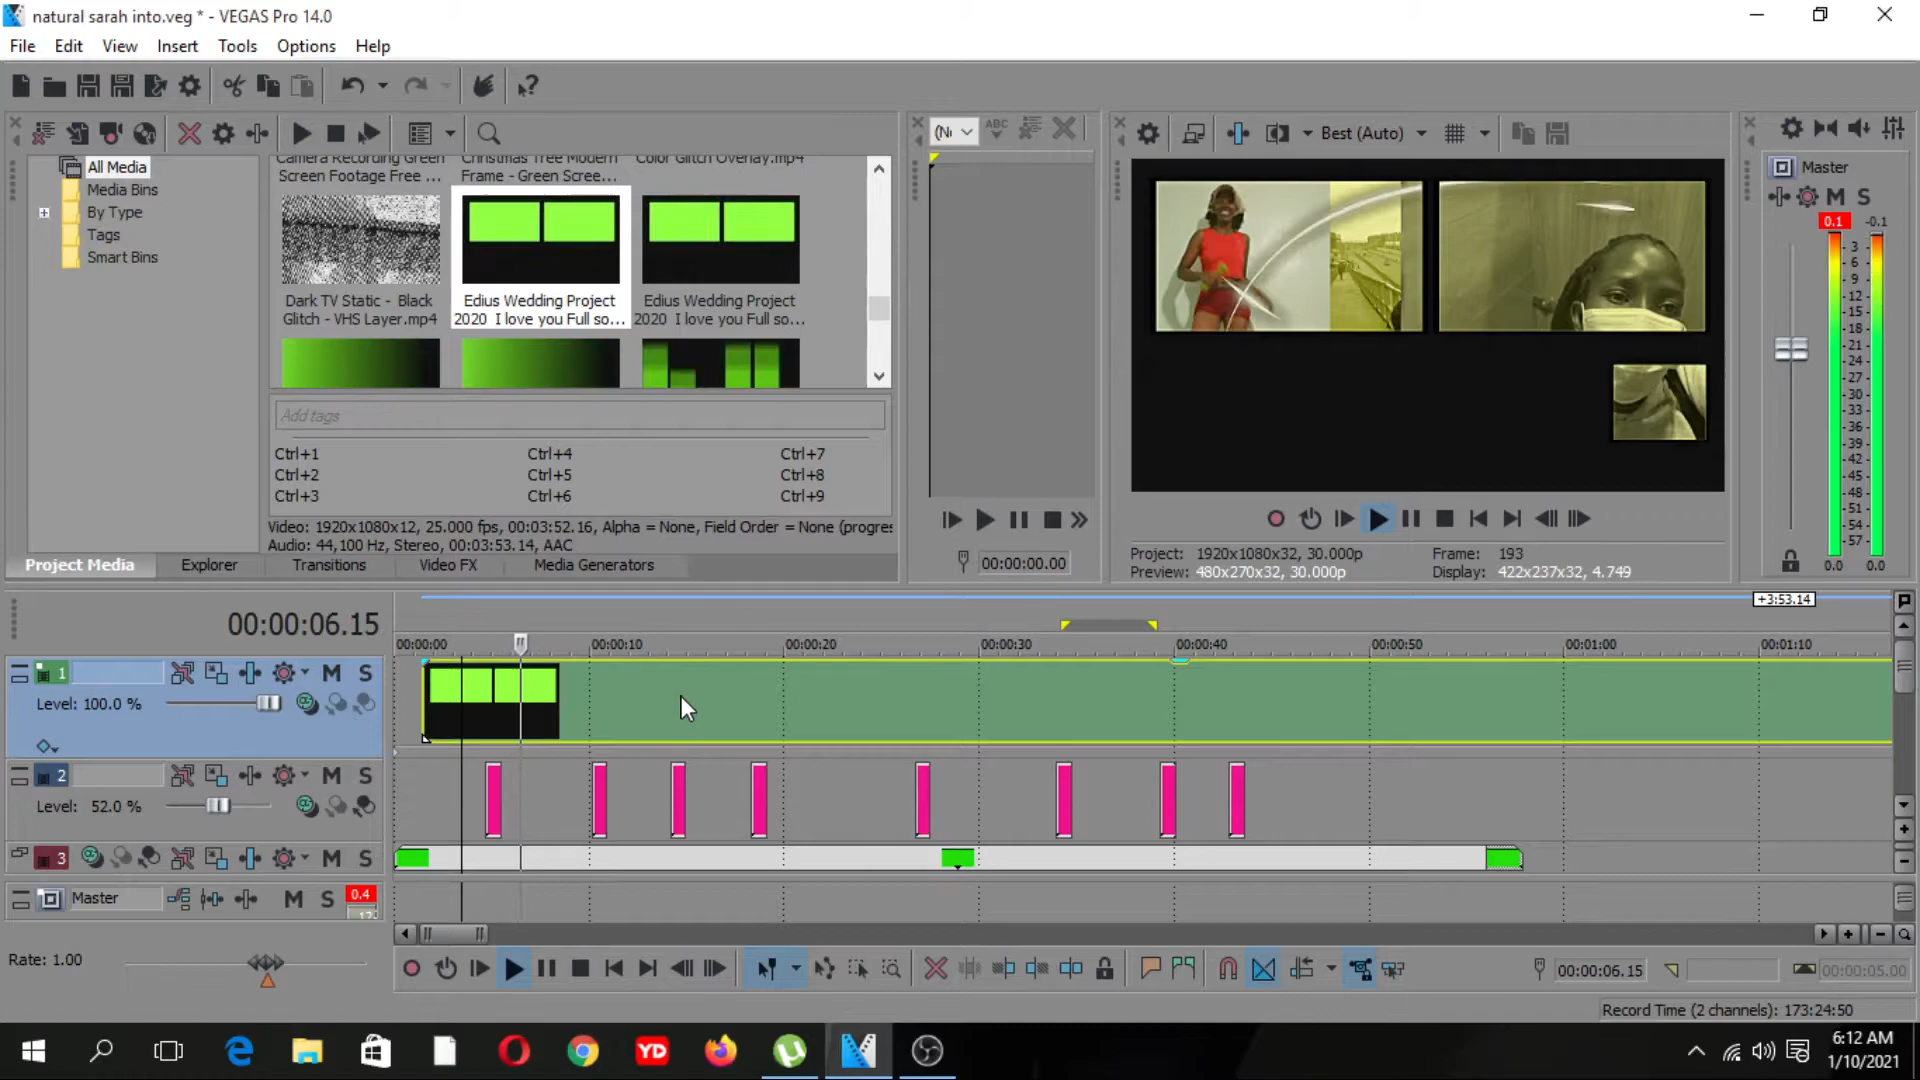 natural sarah into.veg * - VEGAS Pro 14.0
File Edit View Insert Tools Options Help
All Media
Media Bins
By Type
Tags
Smart Bins
Camera Recording Green
Screen Footage Free ...
Christmas Tree Modern
Frame - Green Scree...
Color Glitch Overlay.mp4
Dark TV Static - Black
Glitch - VHS Layer.mp4
Edius Wedding Project
2020 I love you Full so...
Edius Wedding Project
2020 I love you Full so...
Add tags
Ctrl+1 Ctrl+4 Ctrl+7
Ctrl+2 Ctrl+5 Ctrl+8
Ctrl+3 Ctrl+6 Ctrl+9
Video: 1920x1080x12, 25.000 fps, 00:03:52.16, Alpha = None, Field Order = None (progres
Audio: 44,100 Hz, Stereo, 00:03:53.14, AAC
Project Media Explorer Transitions Video FX Media Generators
ABC
00:00:00.00
Best (Auto)
Project: 1920x1080x32, 30.000p Frame: 193
Preview: 480x270x32, 30.000p Display: 422x237x32, 4.749
Master
M S
0.1 -0.1
- 3 -
- 6 -
- 9 -
-12-
-15-
-18-
-21-
-24-
-27-
-30-
-33-
-36-
-39-
-42-
-45-
-48-
-51-
-54-
-57-
0.0 0.0
+3:53.14
00:00:06.15
00:00:00 00:00:10 00:00:20 00:00:30 00:00:40 00:00:50 00:01:00 00:01:10
1 M S
Level: 100.0 %
2 M S
Level: 52.0 %
3 M S
Master M S 0.4
Rate: 1.00
00:00:06.15 00:00:05.00
Record Time (2 channels): 173:24:50
YD
6:12 AM
1/10/2021